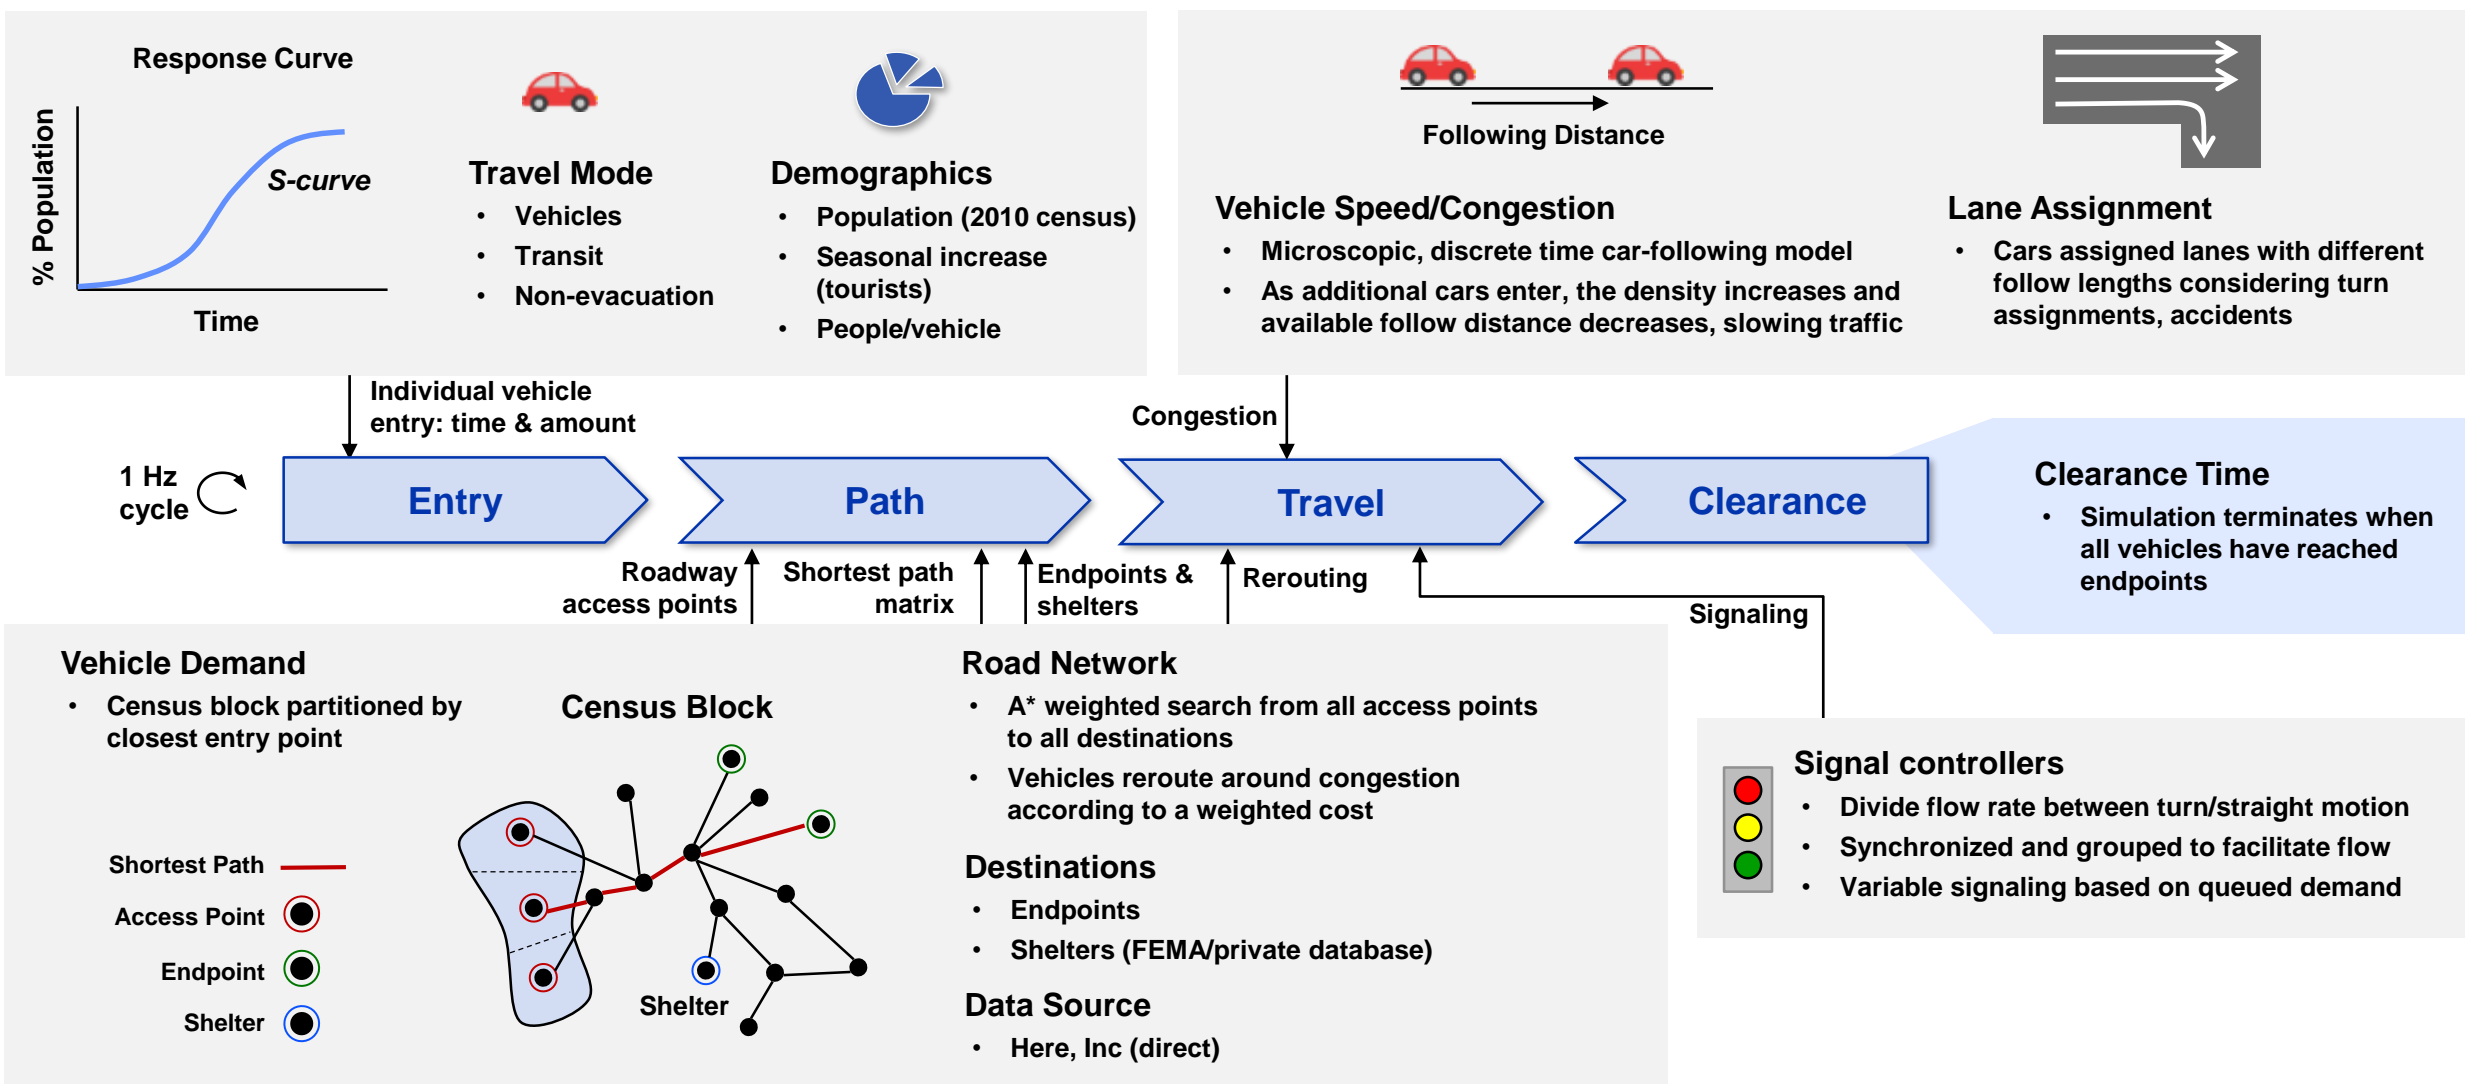 Response Curve
% Population
S-curve
Time
Travel Mode
• Vehicles
• Transit
• Non-evacuation
Demographics
• Population (2010 census)
• Seasonal increase
(tourists)
• People/vehicle
Following Distance
Vehicle Speed/Congestion
• Microscopic, discrete time car-following model
• As additional cars enter, the density increases and
available follow distance decreases, slowing traffic
Lane Assignment
• Cars assigned lanes with different
follow lengths considering turn
assignments, accidents
Individual vehicle
entry: time & amount
Congestion
1 Hz
cycle
Entry
Path
Travel
Clearance
Clearance Time
• Simulation terminates when
all vehicles have reached
endpoints
Roadway
access points
Shortest path
matrix
Endpoints &
shelters
Rerouting
Signaling
Vehicle Demand
• Census block partitioned by
closest entry point
Census Block
Shortest Path
Access Point
Endpoint
Shelter
Shelter
Road Network
• A* weighted search from all access points
to all destinations
• Vehicles reroute around congestion
according to a weighted cost
Destinations
• Endpoints
• Shelters (FEMA/private database)
Data Source
• Here, Inc (direct)
Signal controllers
• Divide flow rate between turn/straight motion
• Synchronized and grouped to facilitate flow
• Variable signaling based on queued demand